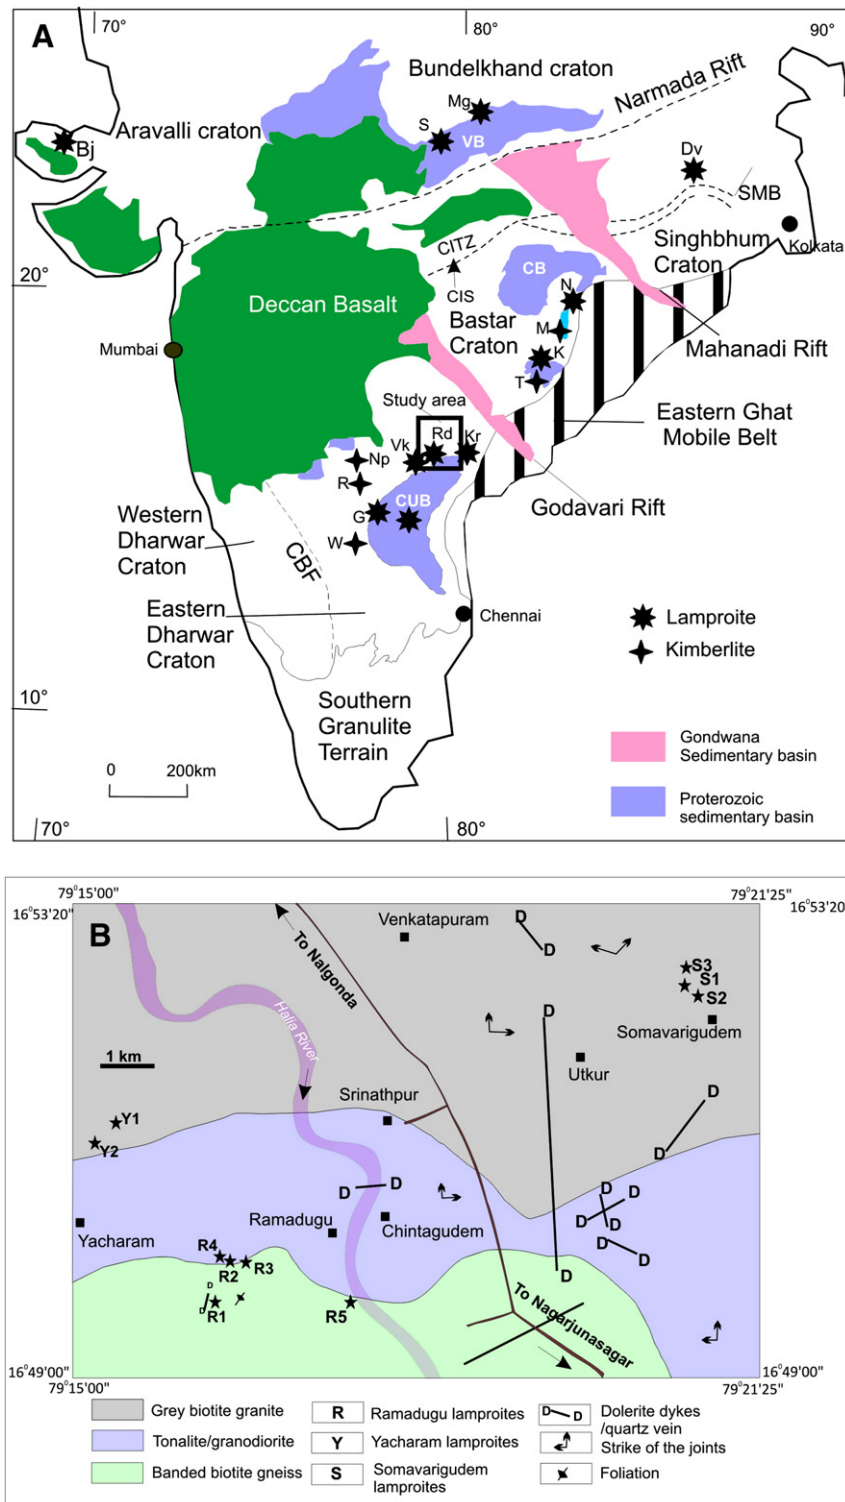 70°
80°
90°
A
Bundelkhand craton
Narmada Rift
Mg
Aravalli craton
S
VB
Bj
Dv
SMB
CITZ
Singhbhum
Craton
Kolkata
20°
CB
CIS
N
Deccan Basalt
Bastar
Craton
M
Mumbai
K
Mahanadi Rift
T
Study area
Eastern Ghat
Mobile Belt
Rd
Kr
Vk
Np
R
CUB
Godavari Rift
G
Western
Dharwar
Craton
W
CBF
Eastern
Dharwar
Craton
Chennai
Lamproite
Kimberlite
10°
Southern
Granulite
Terrain
Gondwana
Sedimentary basin
0 200km
Proterozoic
sedimentary basin
70°
80°
79°15'00"
79°21'25"
16°53'20"
16°53'20
B
Venkatapuram
D
D
To Nalgonda
S3
S1
S2
Halia River
D
Somavarigudem
1 km
Utkur
Srinathpur
D
Y1
Y2
D
D D
D D
D D
Ramadugu
Chintagudem
Yacharam
D D
R4
R2 R3
D
D
D
R1
R5
To Nagarjunasagar
16°49'00"
16°49'00"
79°15'00"
79°21'25"
Grey biotite granite
R Ramadugu lamproites
D D Dolerite dykes
/quartz vein
Tonalite/granodiorite
Y Yacharam lamproites
Strike of the joints
Banded biotite gneiss
S Somavarigudem
lamproites
Foliation